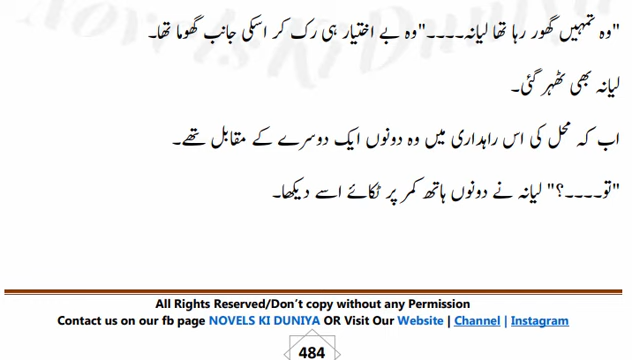 Novels Ki Duniya
"وہ تمہیں گھور رہا تھا لیانہ۔۔۔۔"وہ بے اختیار ہی رک کر اسکی جانب گھوما تھا۔
لیانہ بھی ٹھہر گئی۔
اب کہ محل کی اس راہداری میں وہ دونوں ایک دوسرے کے مقابل تھے۔
"تو۔۔۔۔؟" لیانہ نے دونوں ہاتھ کمر پر ٹکائے اسے دیکھا۔
All Rights Reserved/Don't copy without any Permission
Contact us on our fb page NOVELS KI DUNIYA OR Visit Our Website | Channel | Instagram
484